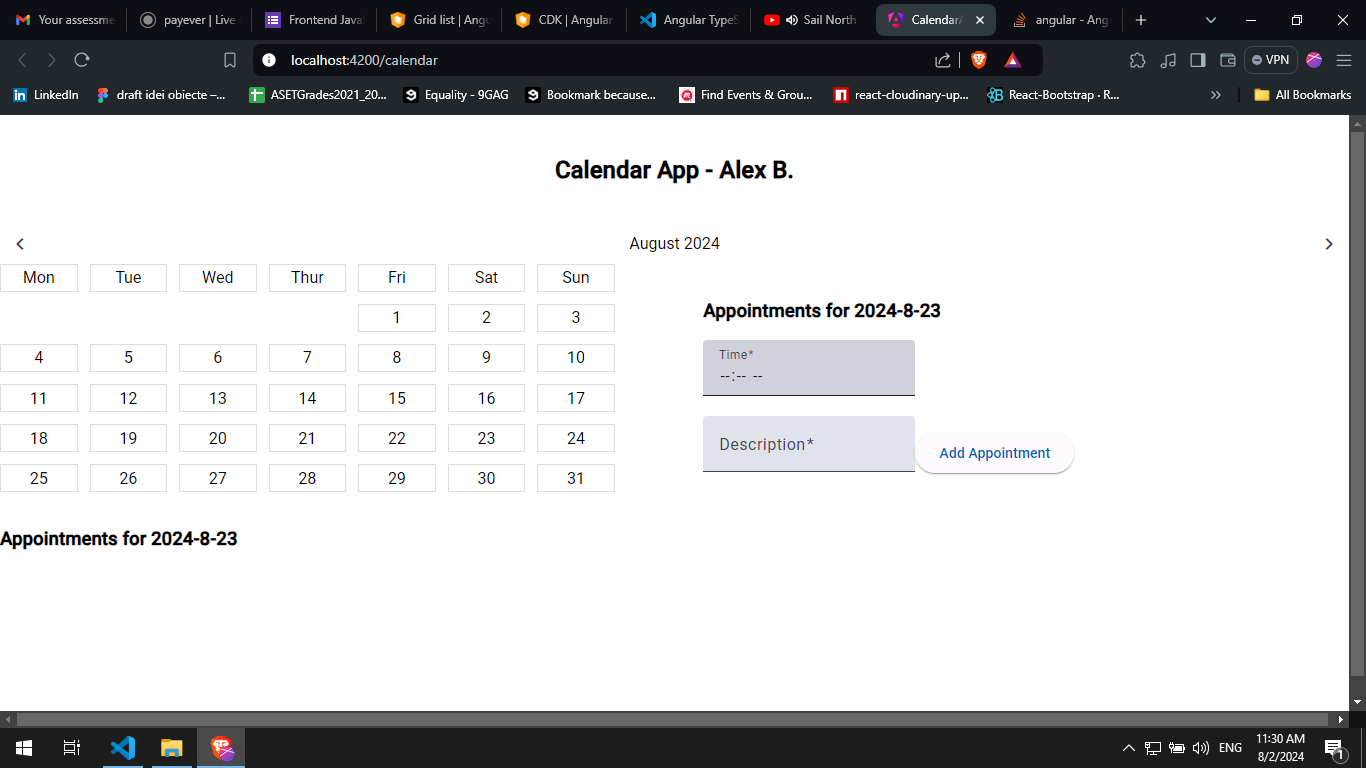 Your assessme
payever | Live
Frontend Java
Grid list | Angu
CDK | Angular
Angular TypeS
Sail North
Calendar
angular - Ang
localhost:4200/calendar
VPN
LinkedIn
draft idei obiecte –...
ASETGrades2021_20...
Equality - 9GAG
Bookmark because...
Find Events & Grou...
react-cloudinary-up...
React-Bootstrap · R...
All Bookmarks
Calendar App - Alex B.
August 2024
Mon Tue Wed Thur Fri Sat Sun
1 2 3
4 5 6 7 8 9 10
11 12 13 14 15 16 17
18 19 20 21 22 23 24
25 26 27 28 29 30 31
Appointments for 2024-8-23
Time*
--:-- --
Description*
Add Appointment
Appointments for 2024-8-23
ENG
11:30 AM
8/2/2024
1